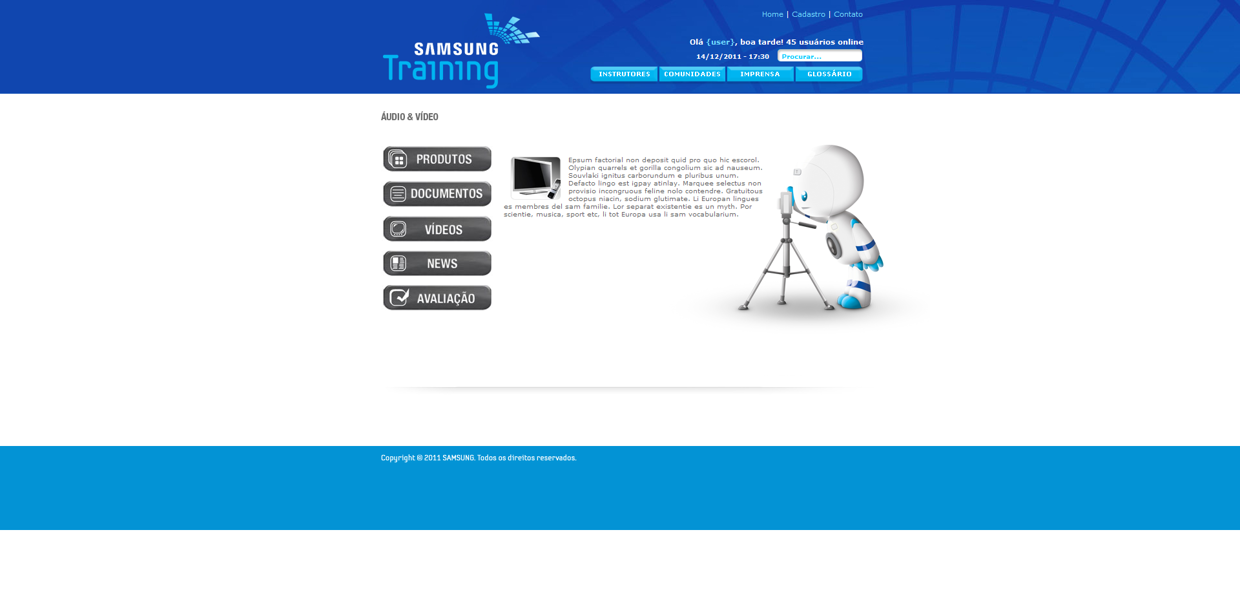 Home | Cadastro | Contato
SAMSUNG
Training
Olá {user}, boa tarde! 45 usuários online
14/12/2011 - 17:30
Procurar...
INSTRUTORES
COMUNIDADES
IMPRENSA
GLOSSÁRIO
ÁUDIO & VÍDEO
PRODUTOS
DOCUMENTOS
VÍDEOS
NEWS
AVALIAÇÃO
Epsum factorial non deposit quid pro quo hic escorol.
Olypian quarrels et gorilla congolium sic ad nauseum.
Souvlaki ignitus carborundum e pluribus unum.
Defacto lingo est igpay atinlay. Marquee selectus non
provisio incongruous feline nolo contendre. Gratuitous
octopus niacin, sodium glutimate. Li Europan lingues
es membres del sam familie. Lor separat existentie es un myth. Por
scientie, musica, sport etc, li tot Europa usa li sam vocabularium.
Copyright © 2011 SAMSUNG. Todos os direitos reservados.